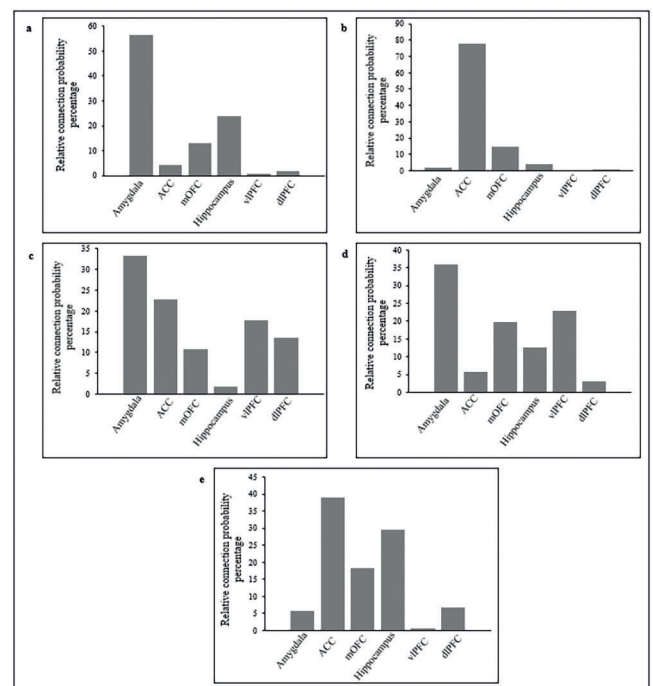 a
Relative connection probability
percentage
60
50
40
30
20
10
0
Amygdala
ACC
mOFC
Hippocampus
vlPFC
dlPFC
b
Relative connection probability
percentage
90
80
70
60
50
40
30
20
10
0
Amygdala
ACC
mOFC
Hippocampus
vlPFC
dlPFC
c
Relative connection probability
percentage
35
30
25
20
15
10
5
0
Amygdala
ACC
mOFC
Hippocampus
vlPFC
dlPFC
d
Relative connection probability
percentage
40
35
30
25
20
15
10
5
0
Amygdala
ACC
mOFC
Hippocampus
vlPFC
dlPFC
e
Relative connection probability
percentage
45
40
35
30
25
20
15
10
5
0
Amygdala
ACC
mOFC
Hippocampus
vlPFC
dlPFC